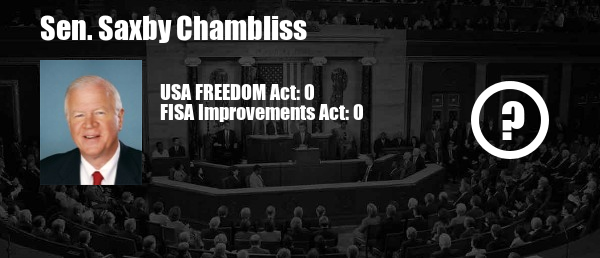 Sen. Saxby Chambliss
USA FREEDOM Act: 0
FISA Improvements Act: 0
?